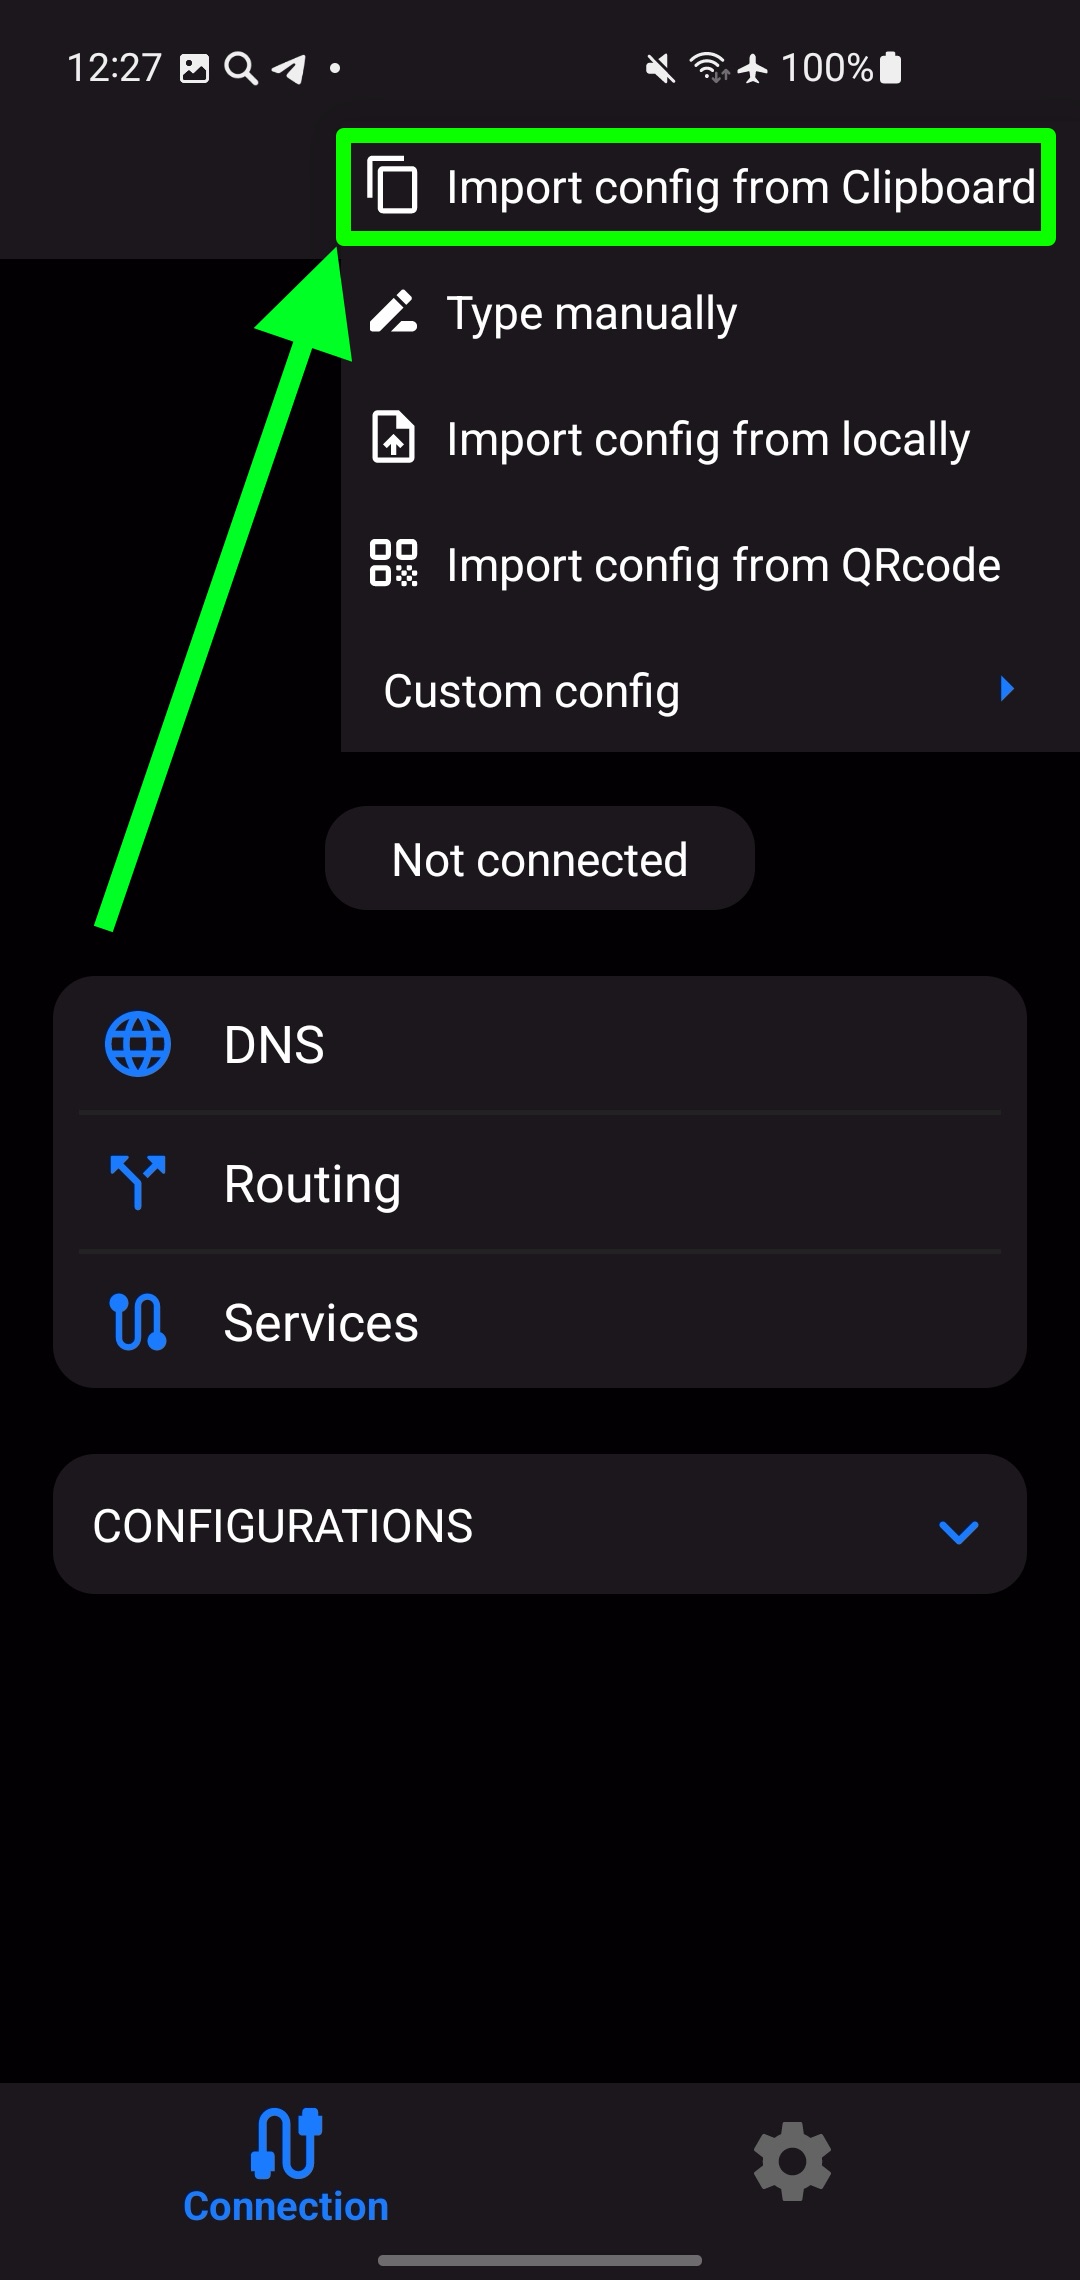 12:27 100%
Import config from Clipboard
Type manually
Import config from locally
Import config from QRcode
Custom config
Not connected
DNS
Routing
Services
CONFIGURATIONS
Connection